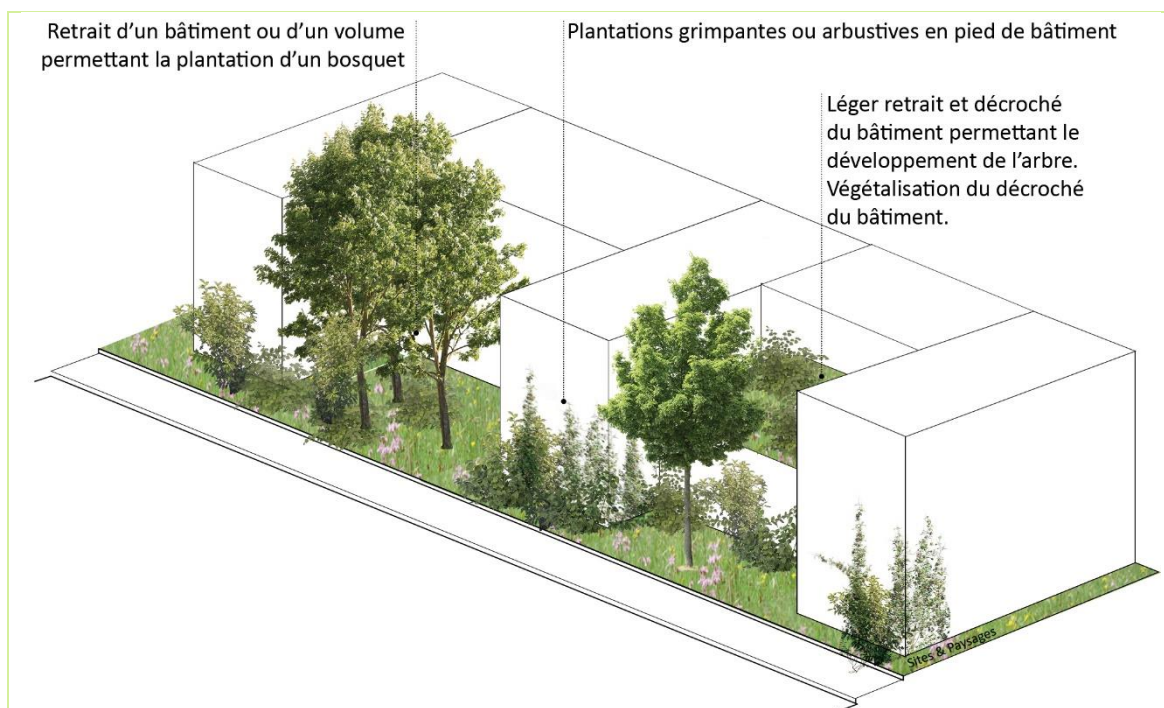 Retrait d’un bâtiment ou d’un volume
permettant la plantation d’un bosquet
Plantations grimpantes ou arbustives en pied de bâtiment
Léger retrait et décroché
du bâtiment permettant le
développement de l’arbre.
Végétalisation du décroché
du bâtiment.
Sites & Paysages